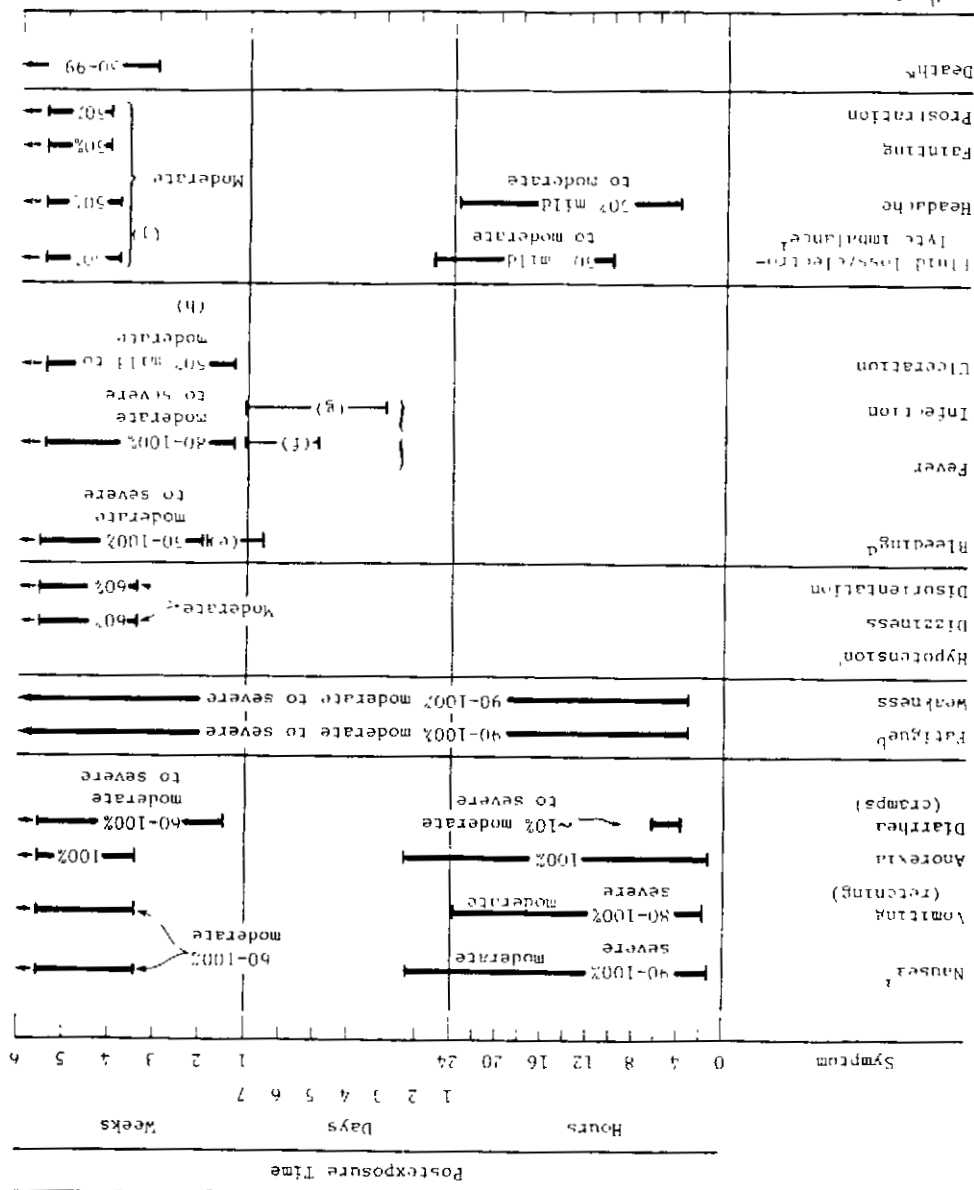 Postexposure Time
Hours Days Weeks
1 2 3 4 5 6 7
Symptom 0 4 8 12 16 20 24 1 2 3 4 5 6
Nausea
90-100% severe moderate
60-100% moderate
Vomiting (retching)
80-100% severe moderate
Anorexia 100% 100%
Diarrhea (cramps)
~10% moderate to severe
60-100% moderate to severe
Fatigue b 90-100% moderate to severe
Weakness 90-100% moderate to severe
Hypotension
Dizziness 60%
Moderate
Disorientation 60%
Bleeding d (e) 50-100% moderate to severe
Fever (f) 80-100% moderate to severe
Infection (g)
Ulceration 50% mild to moderate
(h)
Fluid loss/electro-
lyte imbalance i
50% mild to moderate
50%
Headache 50% mild to moderate
50%
(j)
Moderate
Fainting 50%
Prostration
Death k 50-99